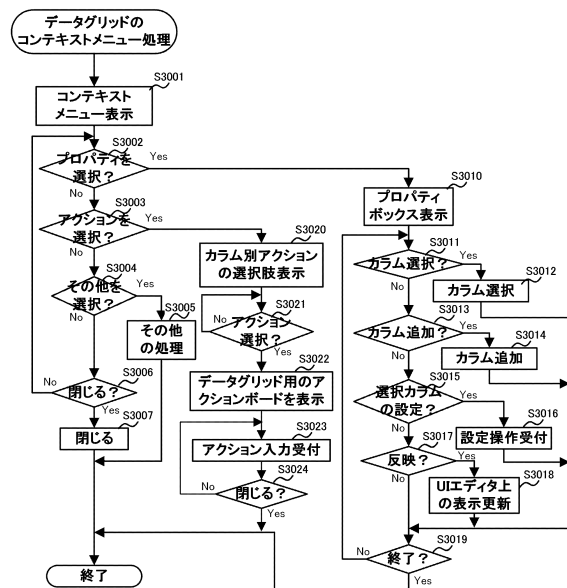 データグリッドの
コンテキストメニュー処理
S3001
コンテキスト
メニュー表示
S3002
プロパティを
選択？
Yes
No
S3003
アクションを
選択？
Yes
No
S3004
その他を
選択？
Yes
No
S3005
その他
の処理
S3006
閉じる？
No
Yes
S3007
閉じる
終了
S3020
カラム別アクション
の選択肢表示
S3021
アクション
選択？
No
Yes
S3022
データグリッド用のア
クションボードを表示
S3023
アクション入力受付
S3024
閉じる？
No
Yes
S3010
プロパティ
ボックス表示
S3011
カラム選択？
Yes
No
S3012
カラム選択
S3013
カラム追加？
Yes
No
S3014
カラム追加
S3015
選択カラム
の設定？
Yes
No
S3016
設定操作受付
S3017
反映？
Yes
No
S3018
UIエディタ上
の表示更新
S3019
終了？
No
Yes